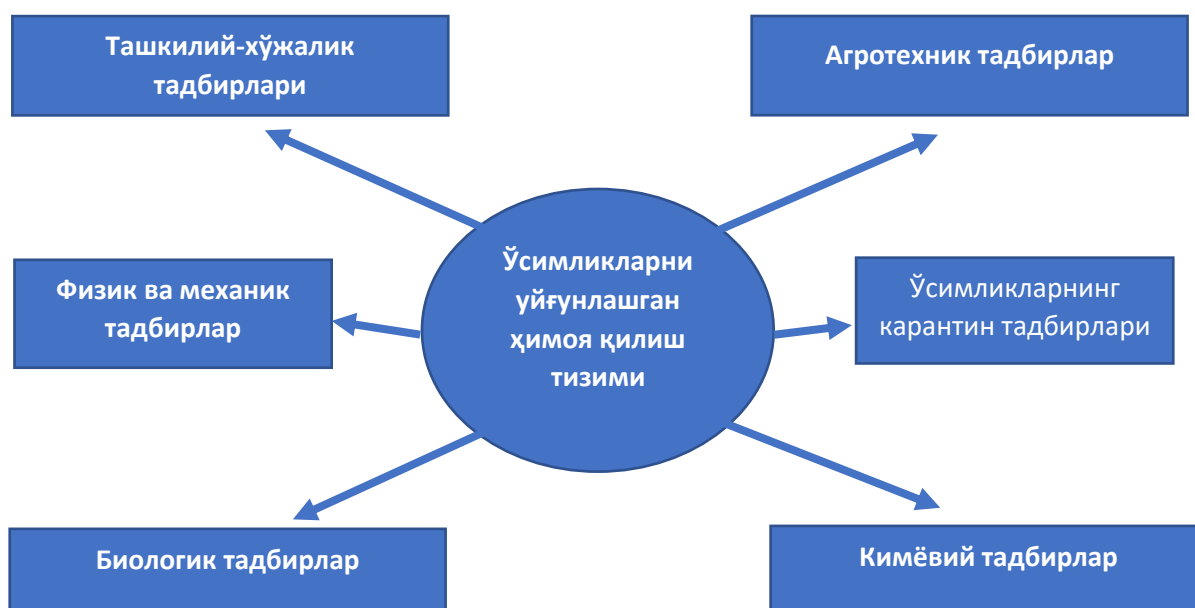 Ташкилий-хўжалик
тадбирлари
Агротехник тадбирлар
Ўсимликларни
уйғунлашган
ҳимоя қилиш
тизими
Физик ва механик
тадбирлар
Ўсимликларнинг
карантин тадбирлари
Биологик тадбирлар
Кимёвий тадбирлар